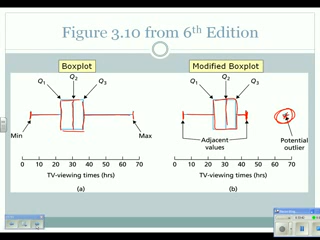 Figure 3.10 from 6th Edition
Boxplot
Modified Boxplot
Q1 Q2 Q3
Q1 Q2 Q3
Min Max
Adjacent values
Potential outlier
0 10 20 30 40 50 60 70
TV-viewing times (hrs)
(a)
0 10 20 30 40 50 60 70
TV-viewing times (hrs)
(b)